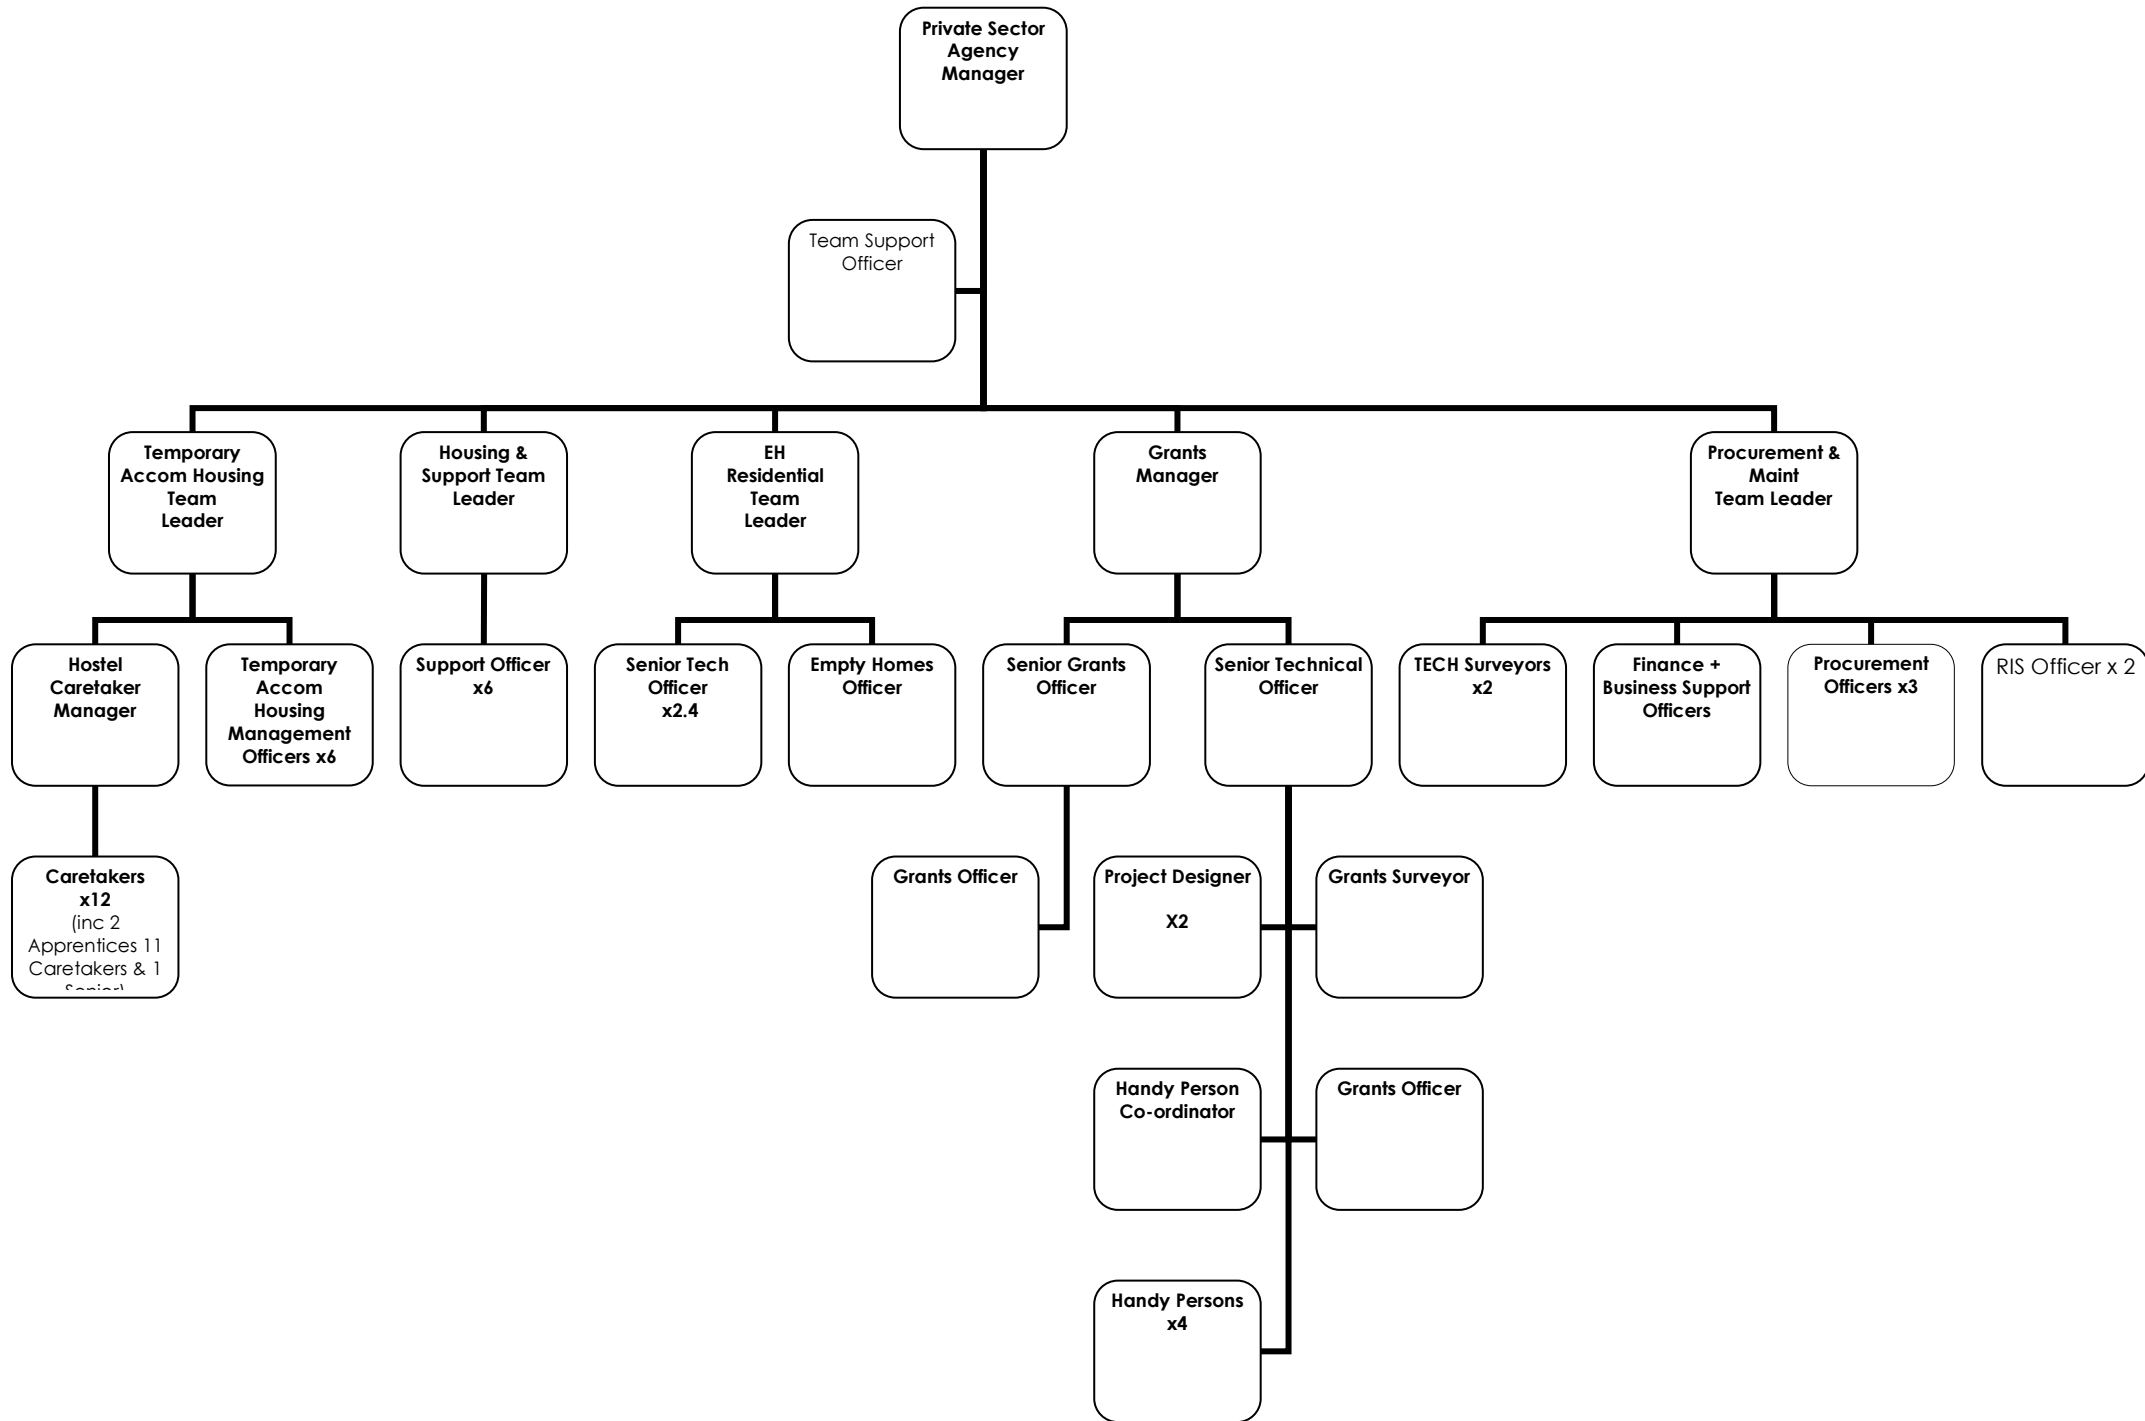 Private Sector
Agency
Manager
Team Support
Officer
Temporary
Accom Housing
Team
Leader
Housing &
Support Team
Leader
EH
Residential
Team
Leader
Grants
Manager
Procurement &
Maint
Team Leader
Hostel
Caretaker
Manager
Temporary
Accom
Housing
Management
Officers x6
Support Officer
x6
Senior Tech
Officer
x2.4
Empty Homes
Officer
Senior Grants
Officer
Senior Technical
Officer
TECH Surveyors
x2
Finance +
Business Support
Officers
Procurement
Officers x3
RIS Officer x 2
Caretakers
x12
(inc 2
Apprentices 11
Caretakers & 1
Senior)
Grants Officer
Project Designer
X2
Grants Surveyor
Handy Person
Co-ordinator
Grants Officer
Handy Persons
x4